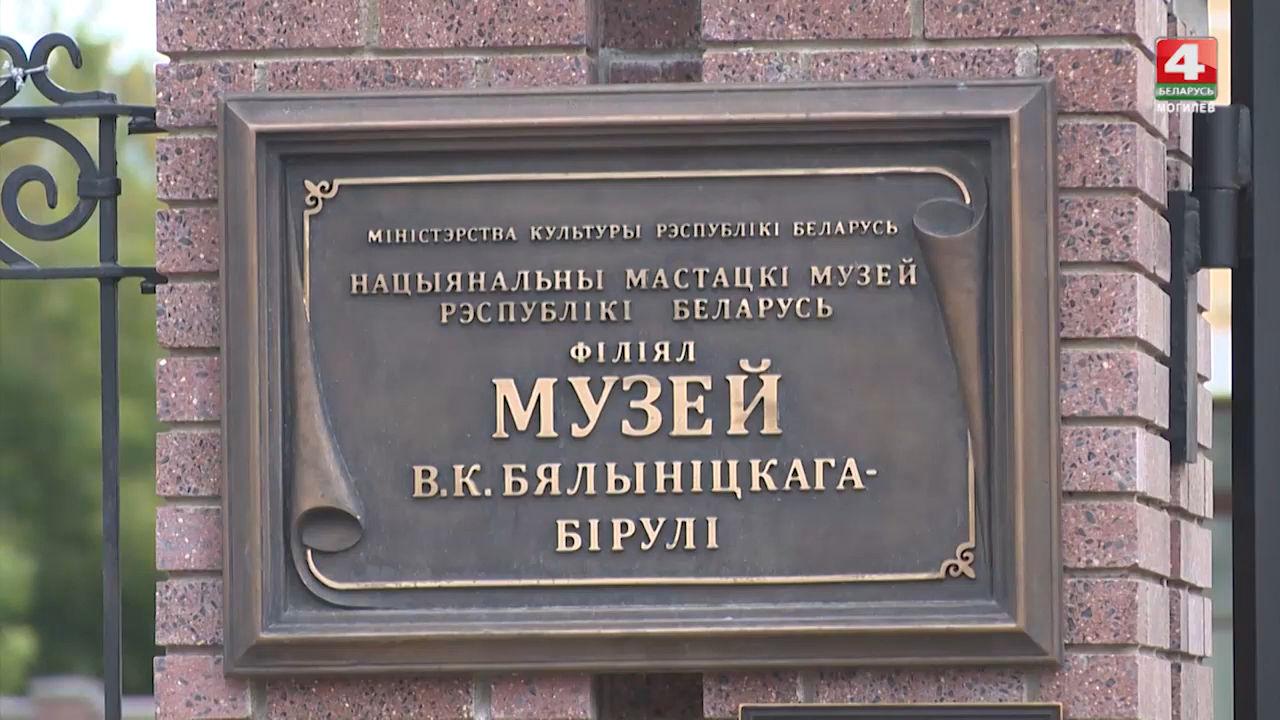 4
БЕЛАРУСЬ
МОГИЛЕВ
МІНІСТЭРСТВА КУЛЬТУРЫ РЭСПУБЛІКІ БЕЛАРУСЬ
НАЦЫЯНАЛЬНЫ МАСТАЦКІ МУЗЕЙ
РЭСПУБЛІКІ БЕЛАРУСЬ
ФІЛІЯЛ
МУЗЕЙ
В.К. БЯЛЫНІЦКАГА-
БІРУЛІ